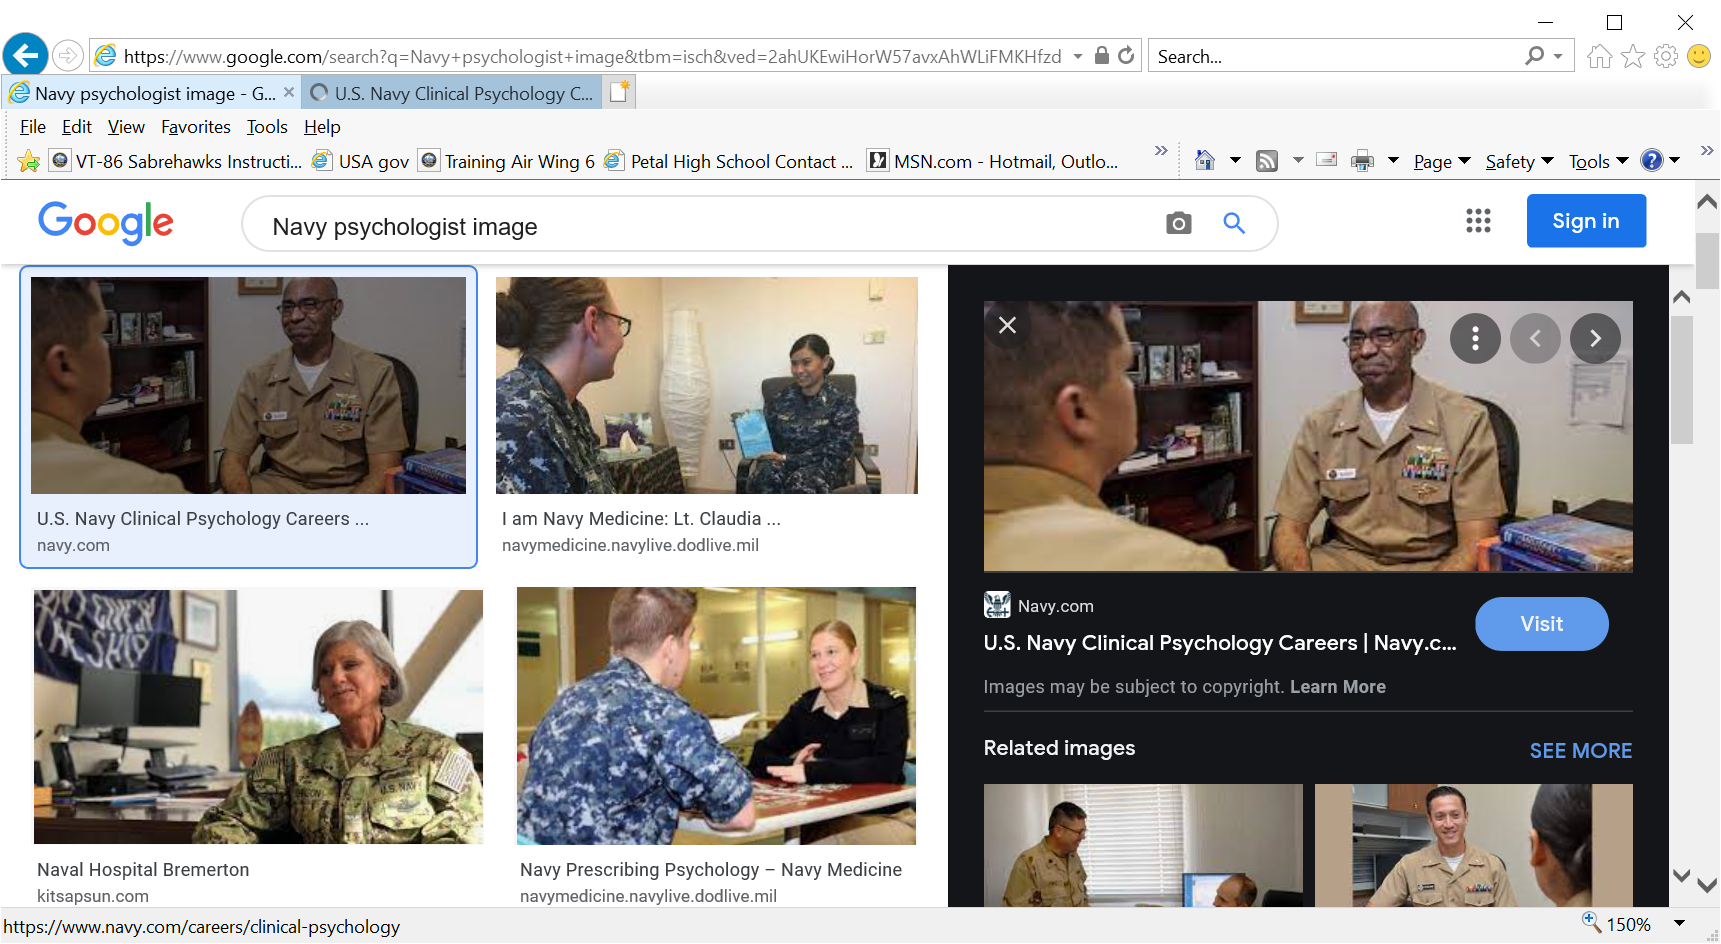 https://www.google.com/search?q=Navy+psychologist+image&tbm=isch&ved=2ahUKEwiHorW57avxAhWLiFMKHfzd
Search...
Navy psychologist image - G...
U.S. Navy Clinical Psychology C...
File Edit View Favorites Tools Help
VT-86 Sabrehawks Instructi... USA gov Training Air Wing 6 Petal High School Contact ... MSN.com - Hotmail, Outlo... Page Safety Tools
Google
Navy psychologist image
Sign in
U.S. Navy Clinical Psychology Careers ...
navy.com
I am Navy Medicine: Lt. Claudia ...
navymedicine.navylive.dodlive.mil
Naval Hospital Bremerton
kitsapsun.com
Navy Prescribing Psychology – Navy Medicine
navymedicine.navylive.dodlive.mil
Navy.com
U.S. Navy Clinical Psychology Careers | Navy.c...
Visit
Images may be subject to copyright. Learn More
Related images
SEE MORE
https://www.navy.com/careers/clinical-psychology
150%